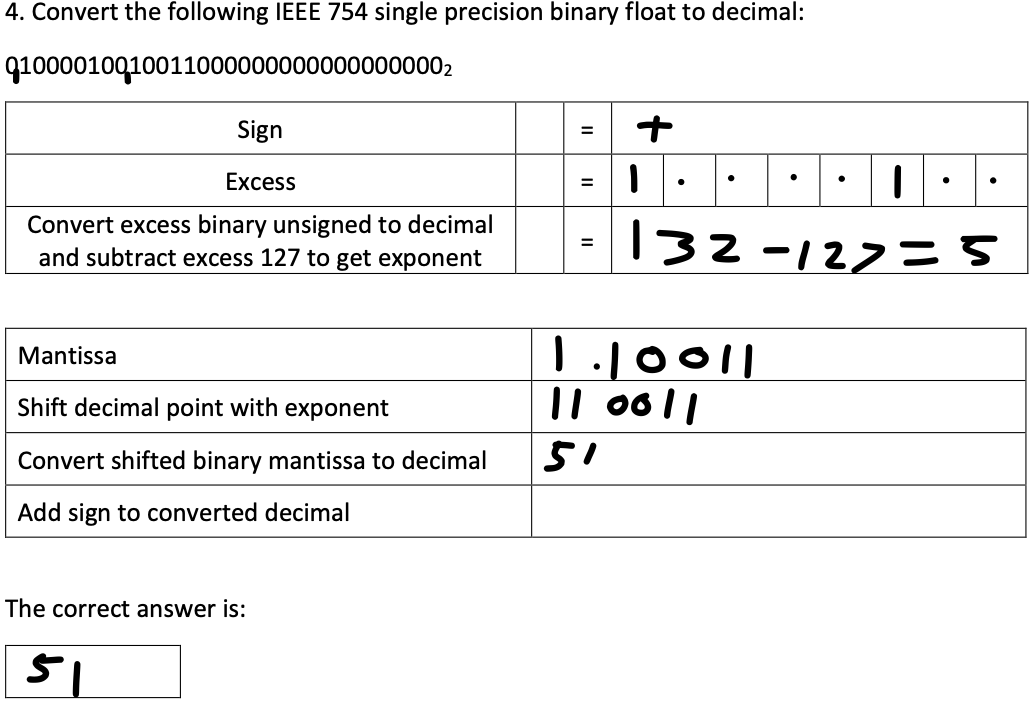 4. Convert the following IEEE 754 single precision binary float to decimal:
01000010010011000000000000000000₂
Sign = +
Excess = 1 . . . . 1 . .
Convert excess binary unsigned to decimal
and subtract excess 127 to get exponent = 132 - 127 = 5
Mantissa 1.10011
Shift decimal point with exponent 110011
Convert shifted binary mantissa to decimal 51
Add sign to converted decimal
The correct answer is:
51